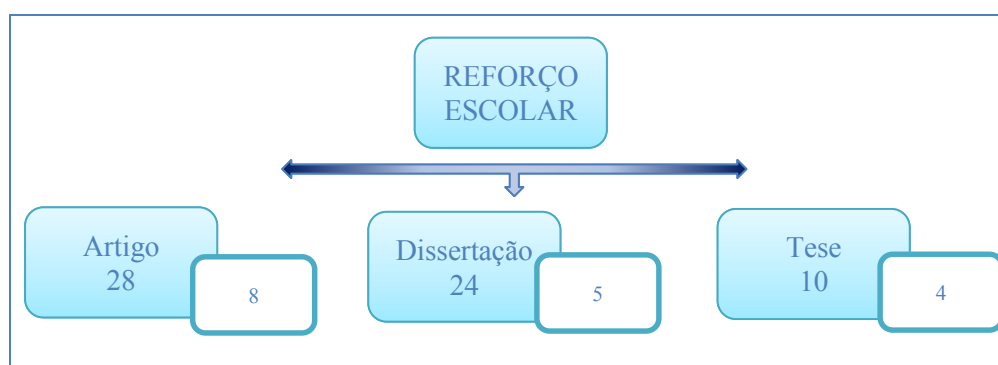 REFORÇO
ESCOLAR
Artigo
28
8
Dissertação
24
5
Tese
10
4